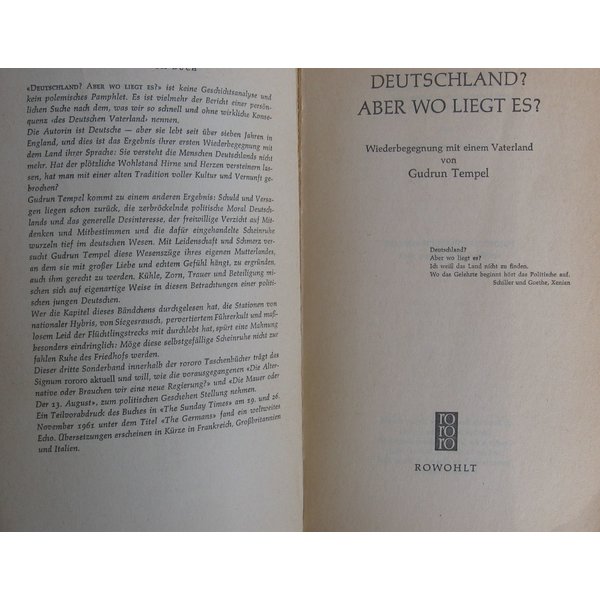 BUCH
«DEUTSCHLAND? ABER WO LIEGT ES?» ist keine Geschichtsanalyse und
kein polemisches Pamphlet. Es ist vielmehr der Bericht einer persön-
lichen Suche nach dem, was wir so schnell und ohne wirkliche Konse-
quenz «des Deutschen Vaterland» nennen.
Die Autorin ist Deutsche — aber sie lebt seit über sieben Jahren in
England, und dies ist das Ergebnis ihrer ersten Wiederbegegnung mit
dem Land ihrer Sprache: Sie versteht die Menschen Deutschlands nicht
mehr. Hat der plötzliche Wohlstand Hirne und Herzen versteinern las-
sen, hat man mit einer alten Tradition voller Kultur und Vernunft ge-
brochen?
Gudrun Tempel kommt zu einem anderen Ergebnis: Schuld und Versa-
gen liegen schon zurück, die zerbröckelnde politische Moral Deutsch-
lands und das generelle Desinteresse, der freiwillige Verzicht auf Mit-
denken und Mitbestimmen und die dafür eingehandelte Scheinruhe
wurzeln tief im deutschen Wesen. Mit Leidenschaft und Schmerz ver-
sucht Gudrun Tempel diese Wesenszüge ihres eigenen Mutterlandes,
an dem sie mit großer Liebe und echtem Gefühl hängt, zu ergrün-
den, aufzudecken. Kühle, Zorn, Trauer und Beteiligung mi-
schen sich auf eigenartige Weise in diesen Betrachtungen einer politi-
schen jungen Deutschen.
Wer die Kapitel dieses Bändchens durchgelesen hat, die Stationen von
nationaler Hybris, von Siegesrausch, pervertiertem Führerkult und maß-
losem Leid der Flüchtlingstrecks mit durchlebt hat, spürt eine Mahnung
besonders eindringlich: Möge diese selbstgefällige Scheinruhe nicht zur
fahlen Ruhe des Friedhofs werden.
Dieser dritte Sonderband innerhalb der rororo Taschenbücher trägt das
Signum rororo aktuell und will, wie die vorausgegangenen «Die Alter-
native oder Brauchen wir eine neue Regierung?» und «Die Mauer oder
Der 13. August», zum politischen Geschehen Stellung nehmen.
Ein Teilvorabdruck des Buches in «The Sunday Times» am 19. und 26.
November 1961 unter dem Titel «The Germans» fand ein weltweites
Echo. Übersetzungen erscheinen in Kürze in Frankreich, Großbritannien
und Italien.
DEUTSCHLAND?
ABER WO LIEGT ES?
Wiederbegegnung mit einem Vaterland
von
Gudrun Tempel
Deutschland?
Aber wo liegt es?
Ich weiß das Land nicht zu finden.
Wo das Gelehrte beginnt hört das Politische auf.
Schiller und Goethe, Xenien
ro
ro
ro
ROWOHLT